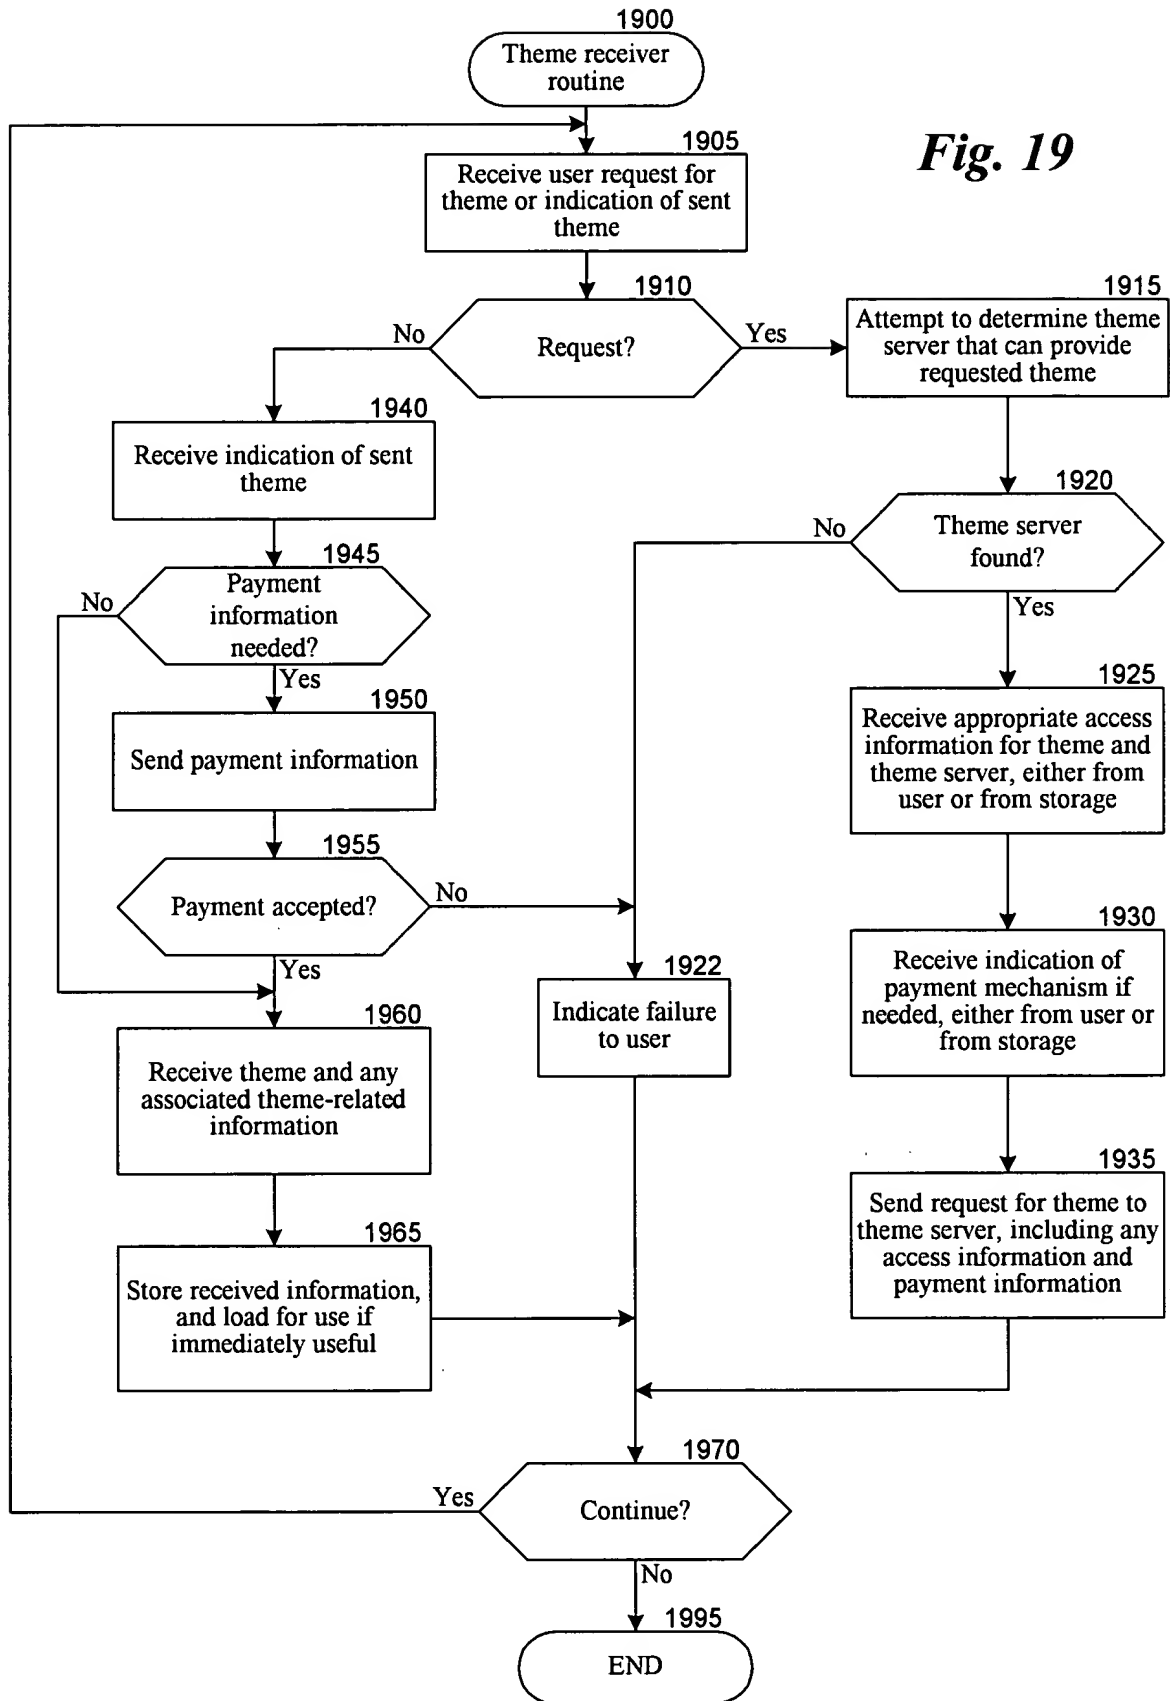 1900
Theme receiver
routine
Fig. 19
1905
Receive user request for
theme or indication of sent
theme
1910
Request?
No
Yes
1915
Attempt to determine theme
server that can provide
requested theme
1940
Receive indication of sent
theme
1920
Theme server
found?
No
Yes
1945
Payment
information
needed?
No
Yes
1925
Receive appropriate access
information for theme and
theme server, either from
user or from storage
1950
Send payment information
1955
Payment accepted?
No
Yes
1922
Indicate failure
to user
1930
Receive indication of
payment mechanism if
needed, either from user or
from storage
1960
Receive theme and any
associated theme-related
information
1935
Send request for theme to
theme server, including any
access information and
payment information
1965
Store received information,
and load for use if
immediately useful
1970
Continue?
Yes
No
1995
END